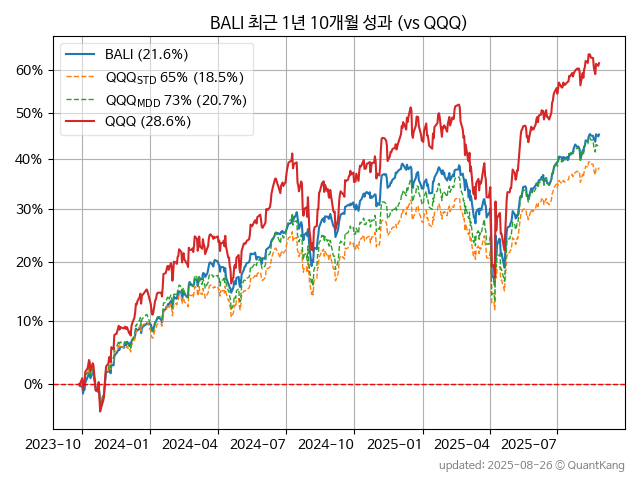 BALI 최근 1년 10개월 성과 (vs QQQ)
BALI (21.6%)
QQQSTD 65% (18.5%)
QQQMDD 73% (20.7%)
QQQ (28.6%)
60%
50%
40%
30%
20%
10%
0%
2023-10 2024-01 2024-04 2024-07 2024-10 2025-01 2025-04 2025-07
updated: 2025-08-26 © QuantKang